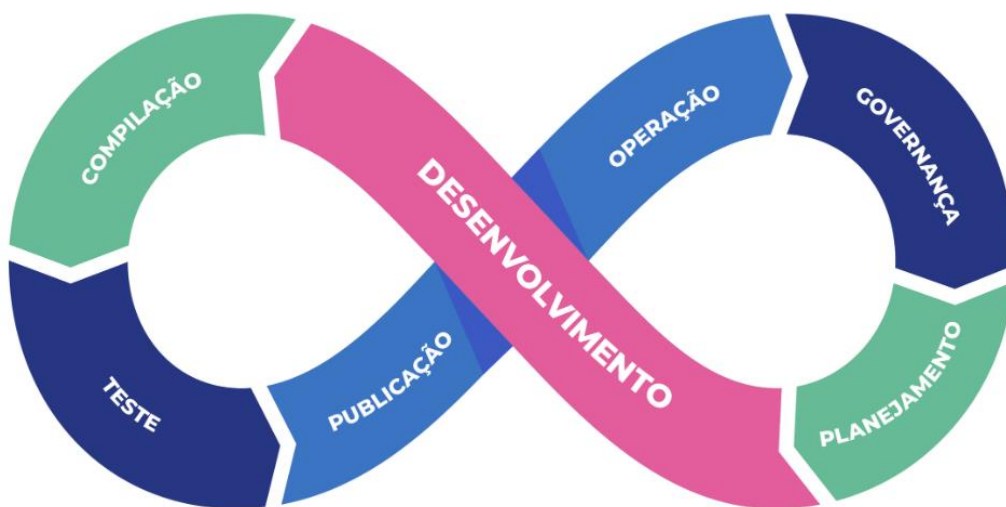 COMPILAÇÃO
OPERAÇÃO
GOVERNANÇA
DESENVOLVIMENTO
TESTE
PUBLICAÇÃO
PLANEJAMENTO